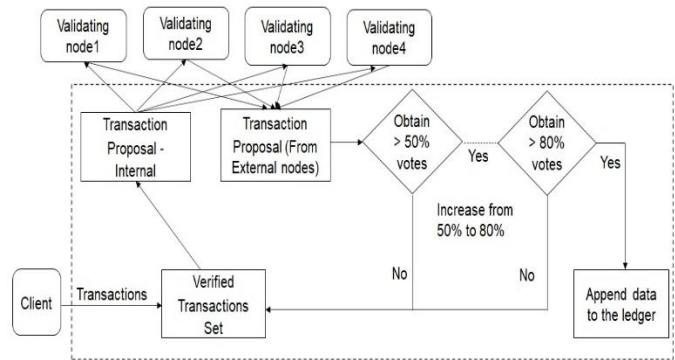 Validating
node1
Validating
node2
Validating
node3
Validating
node4
Transaction
Proposal -
Internal
Transaction
Proposal (From
External nodes)
Obtain
> 50%
votes
Yes
Obtain
> 80%
votes
Yes
Increase from
50% to 80%
No
No
Client
Transactions
Verified
Transactions
Set
Append data
to the ledger